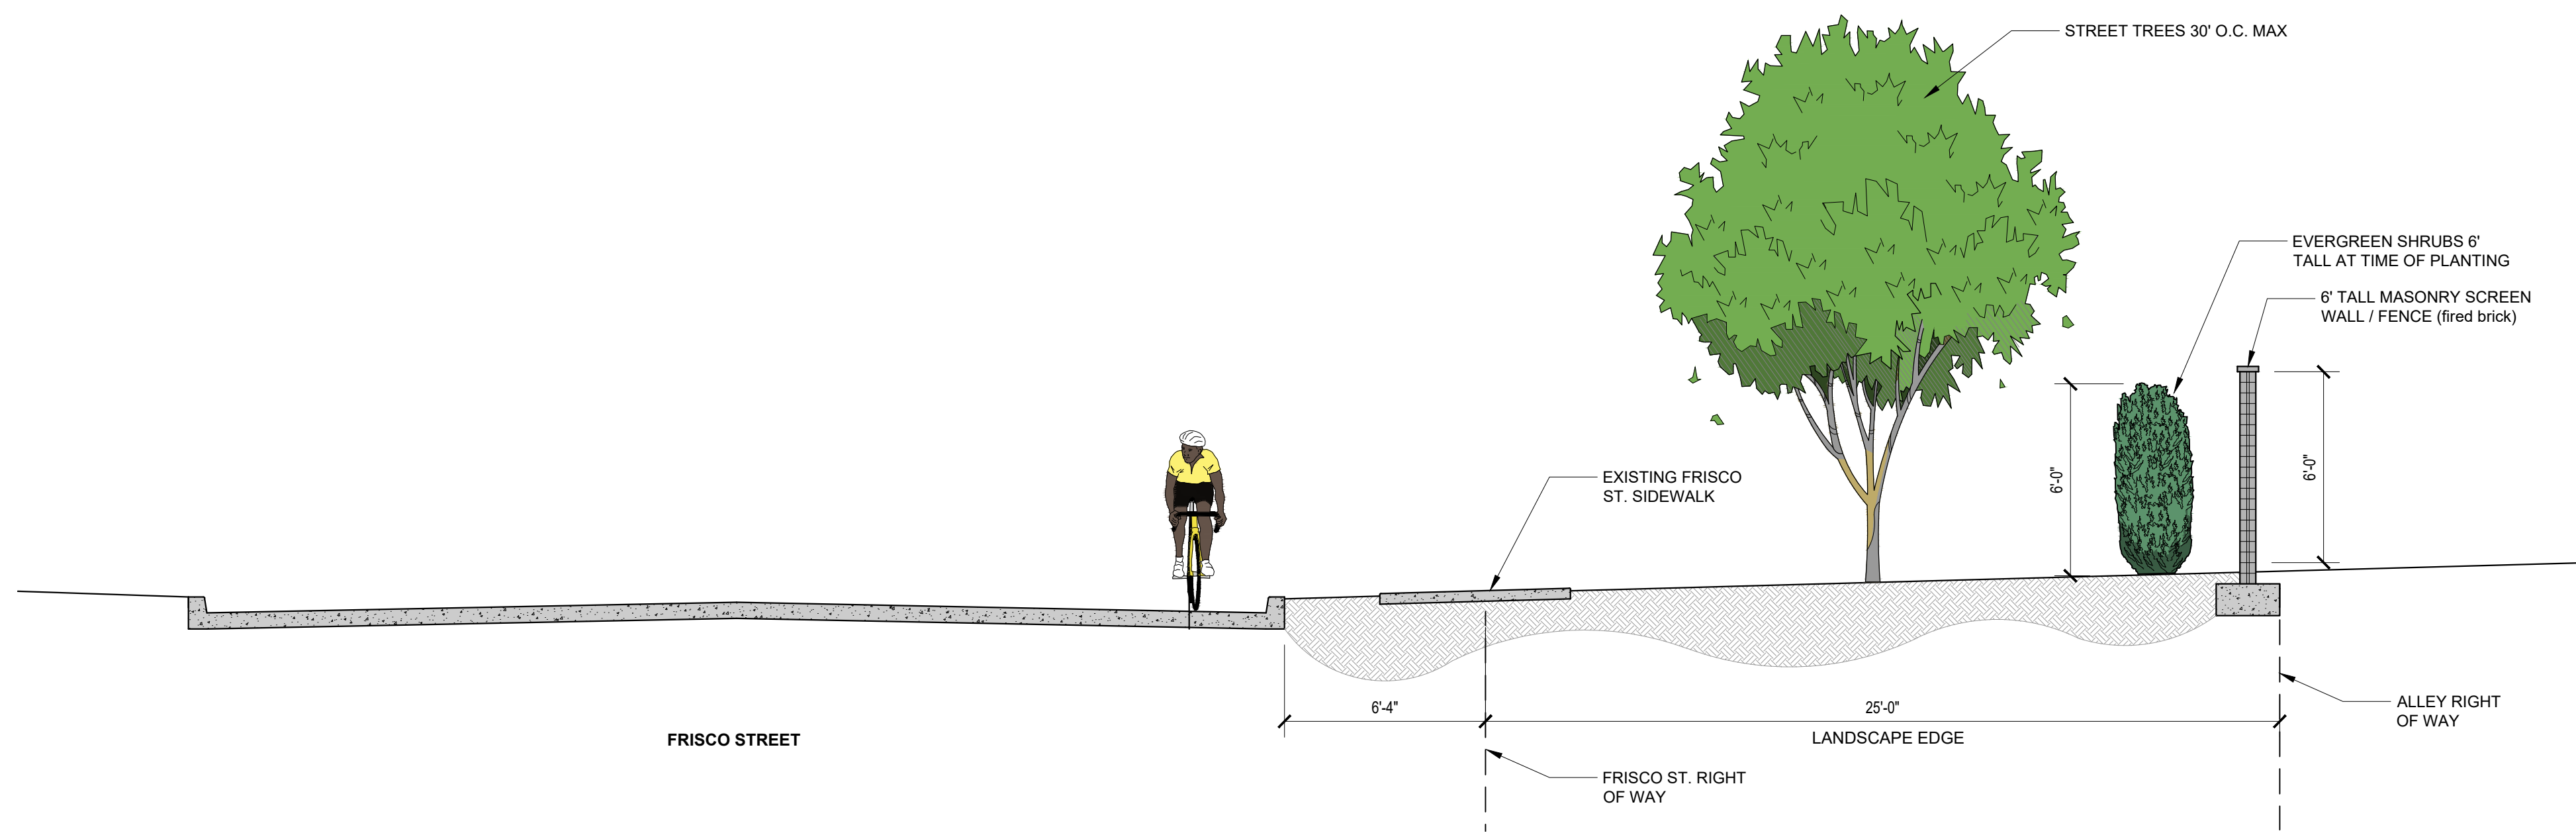 STREET TREES 30' O.C. MAX
EVERGREEN SHRUBS 6'
TALL AT TIME OF PLANTING
6' TALL MASONRY SCREEN
WALL / FENCE (fired brick)
6'-0"
6'-0"
EXISTING FRISCO
ST. SIDEWALK
6'-4"
25'-0"
LANDSCAPE EDGE
FRISCO STREET
ALLEY RIGHT
OF WAY
FRISCO ST. RIGHT
OF WAY